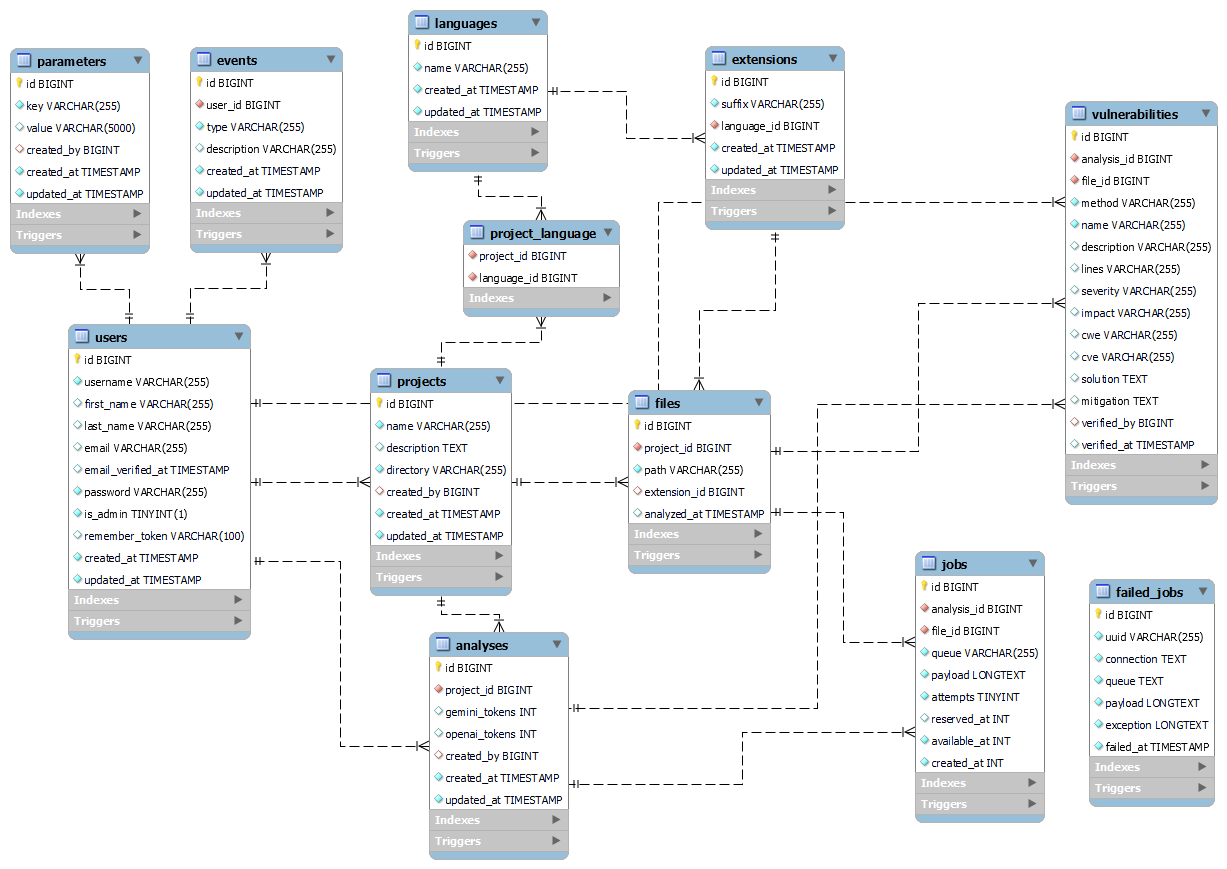 languages
id BIGINT
name VARCHAR(255)
created_at TIMESTAMP
updated_at TIMESTAMP
Indexes
Triggers
parameters
id BIGINT
key VARCHAR(255)
value VARCHAR(5000)
created_by BIGINT
created_at TIMESTAMP
updated_at TIMESTAMP
Indexes
Triggers
events
id BIGINT
user_id BIGINT
type VARCHAR(255)
description VARCHAR(255)
created_at TIMESTAMP
updated_at TIMESTAMP
Indexes
Triggers
extensions
id BIGINT
suffix VARCHAR(255)
language_id BIGINT
created_at TIMESTAMP
updated_at TIMESTAMP
Indexes
Triggers
vulnerabilities
id BIGINT
analysis_id BIGINT
file_id BIGINT
method VARCHAR(255)
name VARCHAR(255)
description VARCHAR(255)
lines VARCHAR(255)
severity VARCHAR(255)
impact VARCHAR(255)
cwe VARCHAR(255)
cve VARCHAR(255)
solution TEXT
mitigation TEXT
verified_by BIGINT
verified_at TIMESTAMP
Indexes
Triggers
project_language
project_id BIGINT
language_id BIGINT
Indexes
users
id BIGINT
username VARCHAR(255)
first_name VARCHAR(255)
last_name VARCHAR(255)
email VARCHAR(255)
email_verified_at TIMESTAMP
password VARCHAR(255)
is_admin TINYINT(1)
remember_token VARCHAR(100)
created_at TIMESTAMP
updated_at TIMESTAMP
Indexes
Triggers
projects
id BIGINT
name VARCHAR(255)
description TEXT
directory VARCHAR(255)
created_by BIGINT
created_at TIMESTAMP
updated_at TIMESTAMP
Indexes
Triggers
files
id BIGINT
project_id BIGINT
path VARCHAR(255)
extension_id BIGINT
analyzed_at TIMESTAMP
Indexes
Triggers
analyses
id BIGINT
project_id BIGINT
gemini_tokens INT
openai_tokens INT
created_by BIGINT
created_at TIMESTAMP
updated_at TIMESTAMP
Indexes
Triggers
jobs
id BIGINT
analysis_id BIGINT
file_id BIGINT
queue VARCHAR(255)
payload LONGTEXT
attempts TINYINT
reserved_at INT
available_at INT
created_at INT
Indexes
Triggers
failed_jobs
id BIGINT
uuid VARCHAR(255)
connection TEXT
queue TEXT
payload LONGTEXT
exception LONGTEXT
failed_at TIMESTAMP
Indexes
Triggers